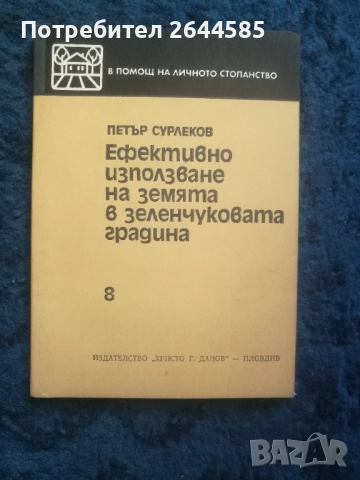 Потребител 2644585
В ПОМОЩ НА ЛИЧНОТО СТОПАНСТВО
ПЕТЪР СУРЛЕКОВ
Ефективно
използване
на земята
в зеленчуковата
градина
8
ИЗДАТЕЛСТВО „ХРИСТО Г. ДАНОВ" — ПЛОВДИВ
BAZAR